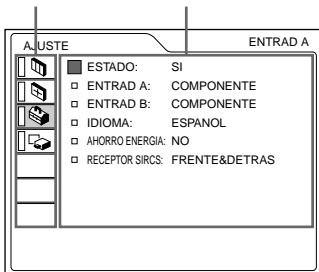 AJUSTE ENTRAD A
ESTADO: SI
ENTRAD A: COMPONENTE
ENTRAD B: COMPONENTE
IDIOMA: ESPANOL
AHORRO ENERGIA: NO
RECEPTOR SIRCS: FRENTE&DETRAS